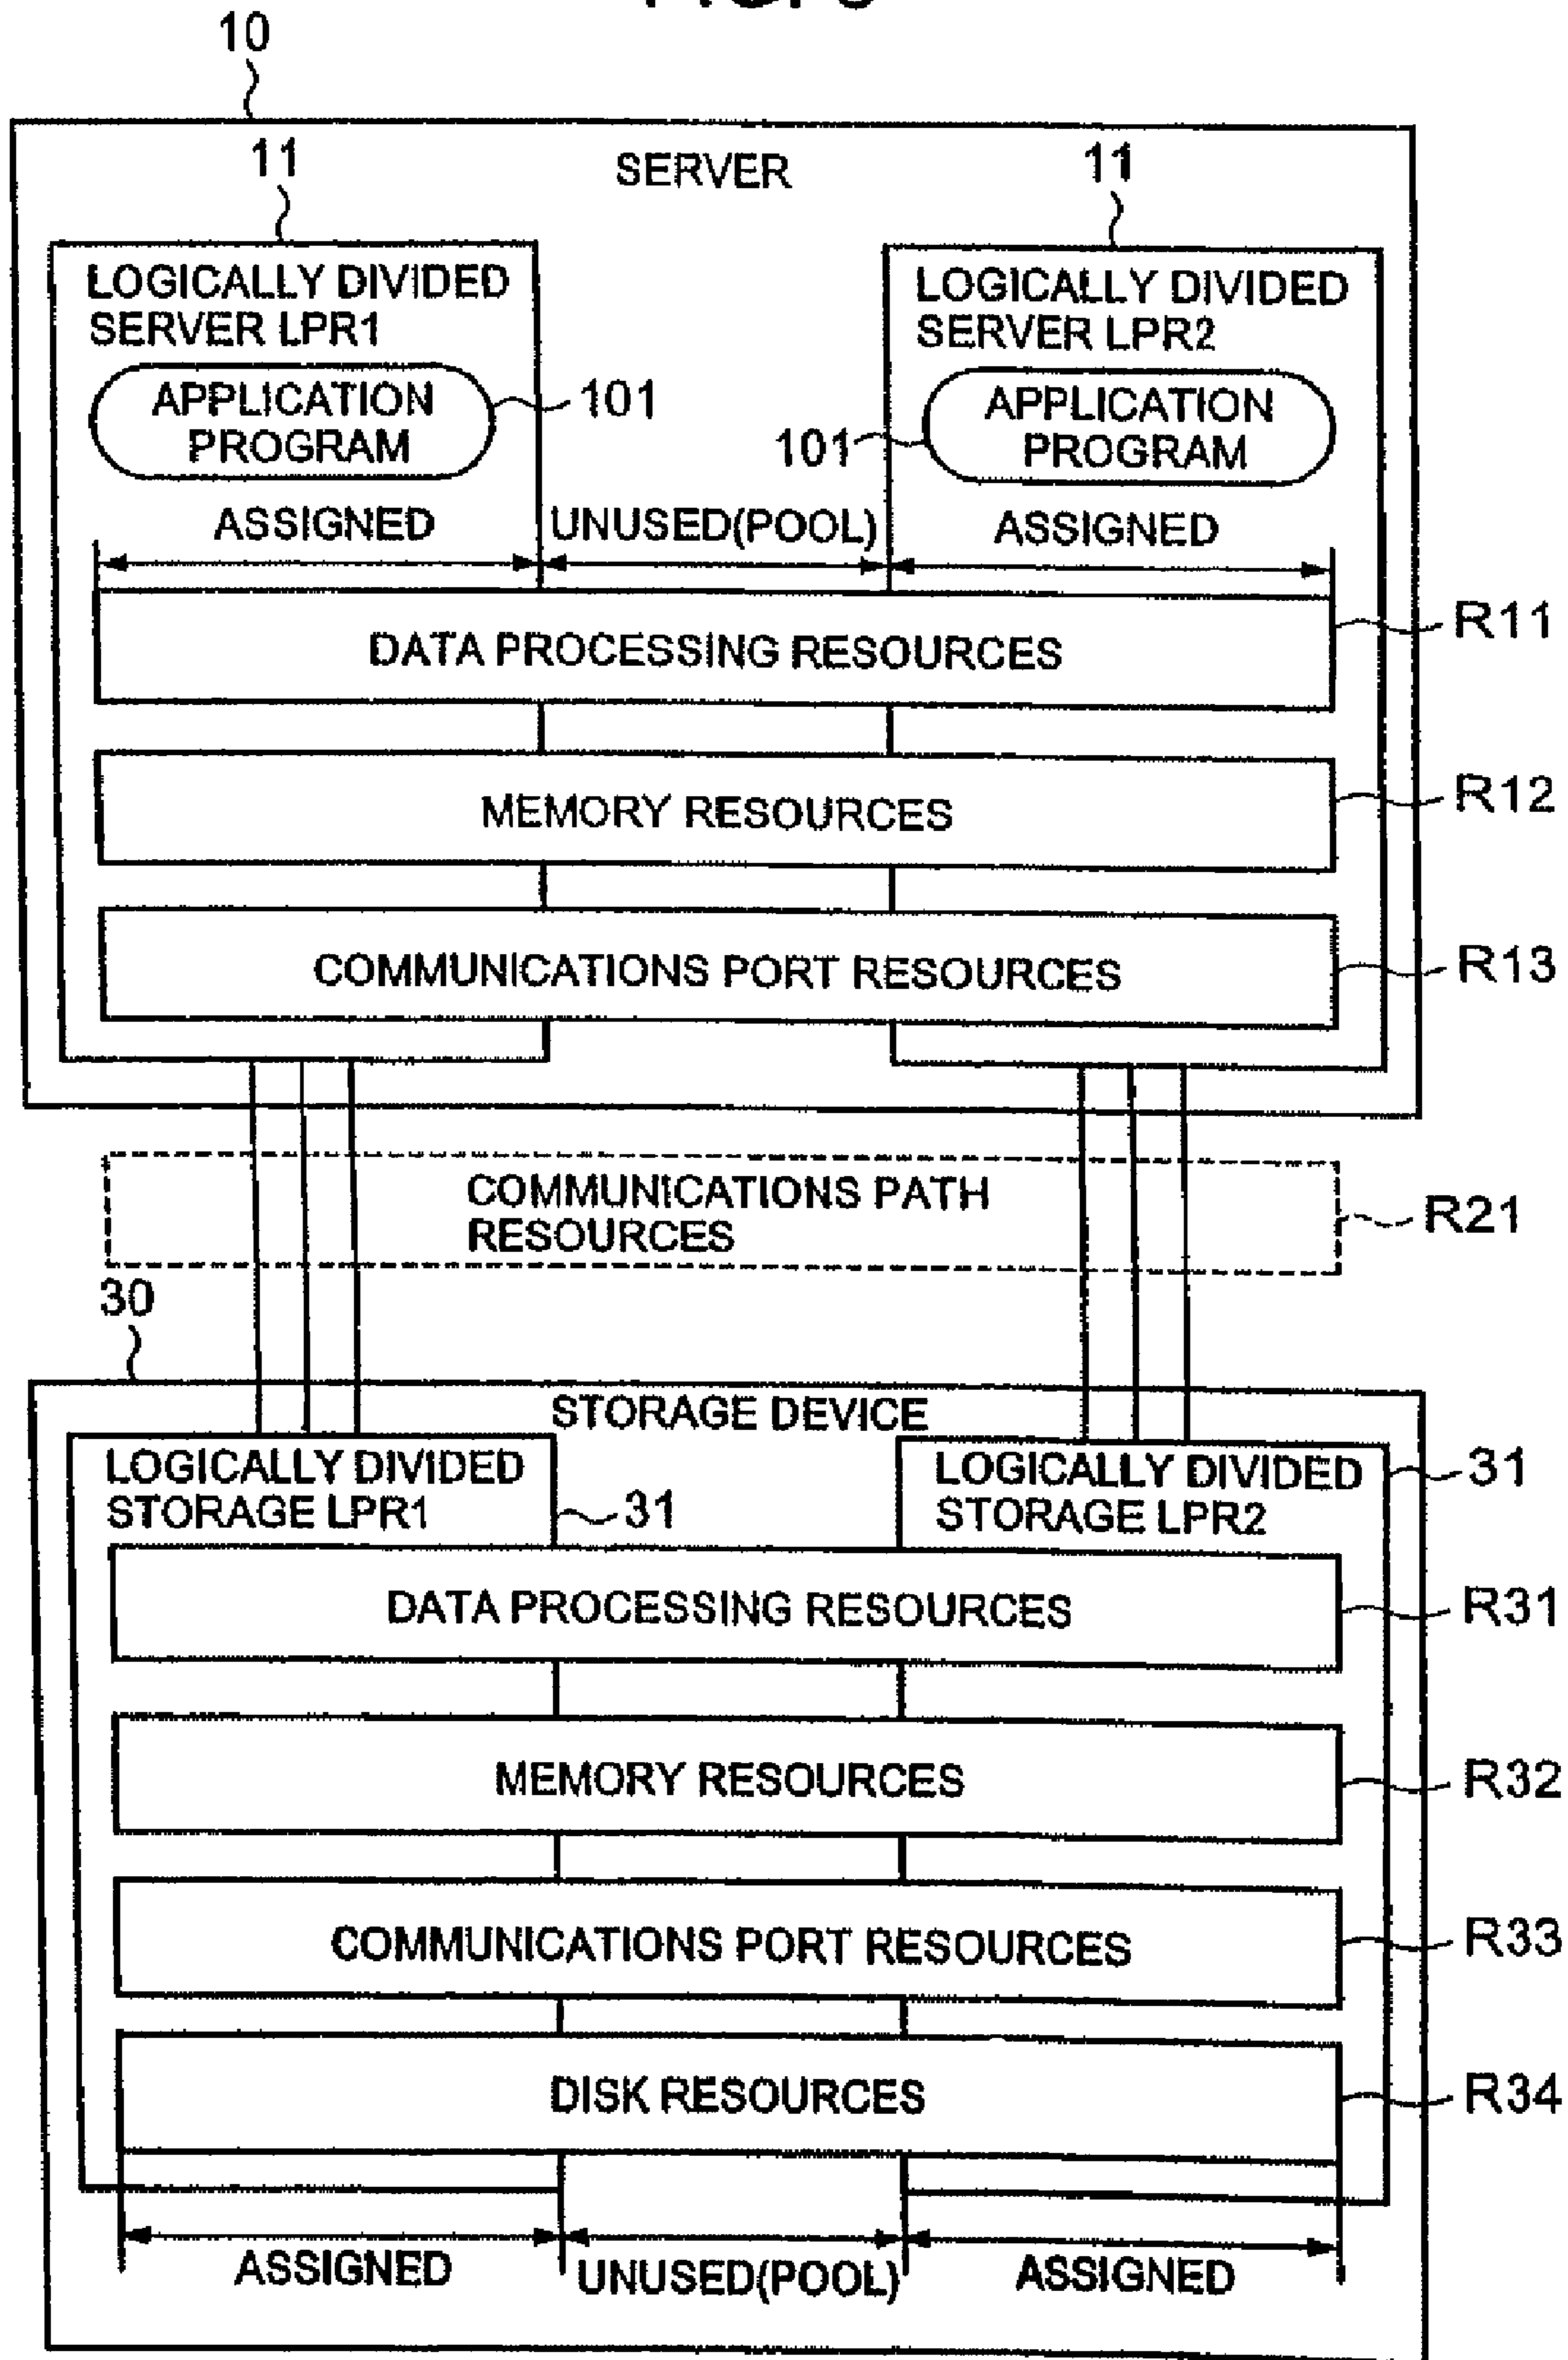 10
SERVER
11
11
LOGICALLY DIVIDED
SERVER LPR1
LOGICALLY DIVIDED
SERVER LPR2
APPLICATION
PROGRAM
101
101
APPLICATION
PROGRAM
ASSIGNED
UNUSED(POOL)
ASSIGNED
DATA PROCESSING RESOURCES
R11
MEMORY RESOURCES
R12
COMMUNICATIONS PORT RESOURCES
R13
COMMUNICATIONS PATH
RESOURCES
R21
30
STORAGE DEVICE
LOGICALLY DIVIDED
STORAGE LPR1
31
LOGICALLY DIVIDED
STORAGE LPR2
31
DATA PROCESSING RESOURCES
R31
MEMORY RESOURCES
R32
COMMUNICATIONS PORT RESOURCES
R33
DISK RESOURCES
R34
ASSIGNED
UNUSED(POOL)
ASSIGNED